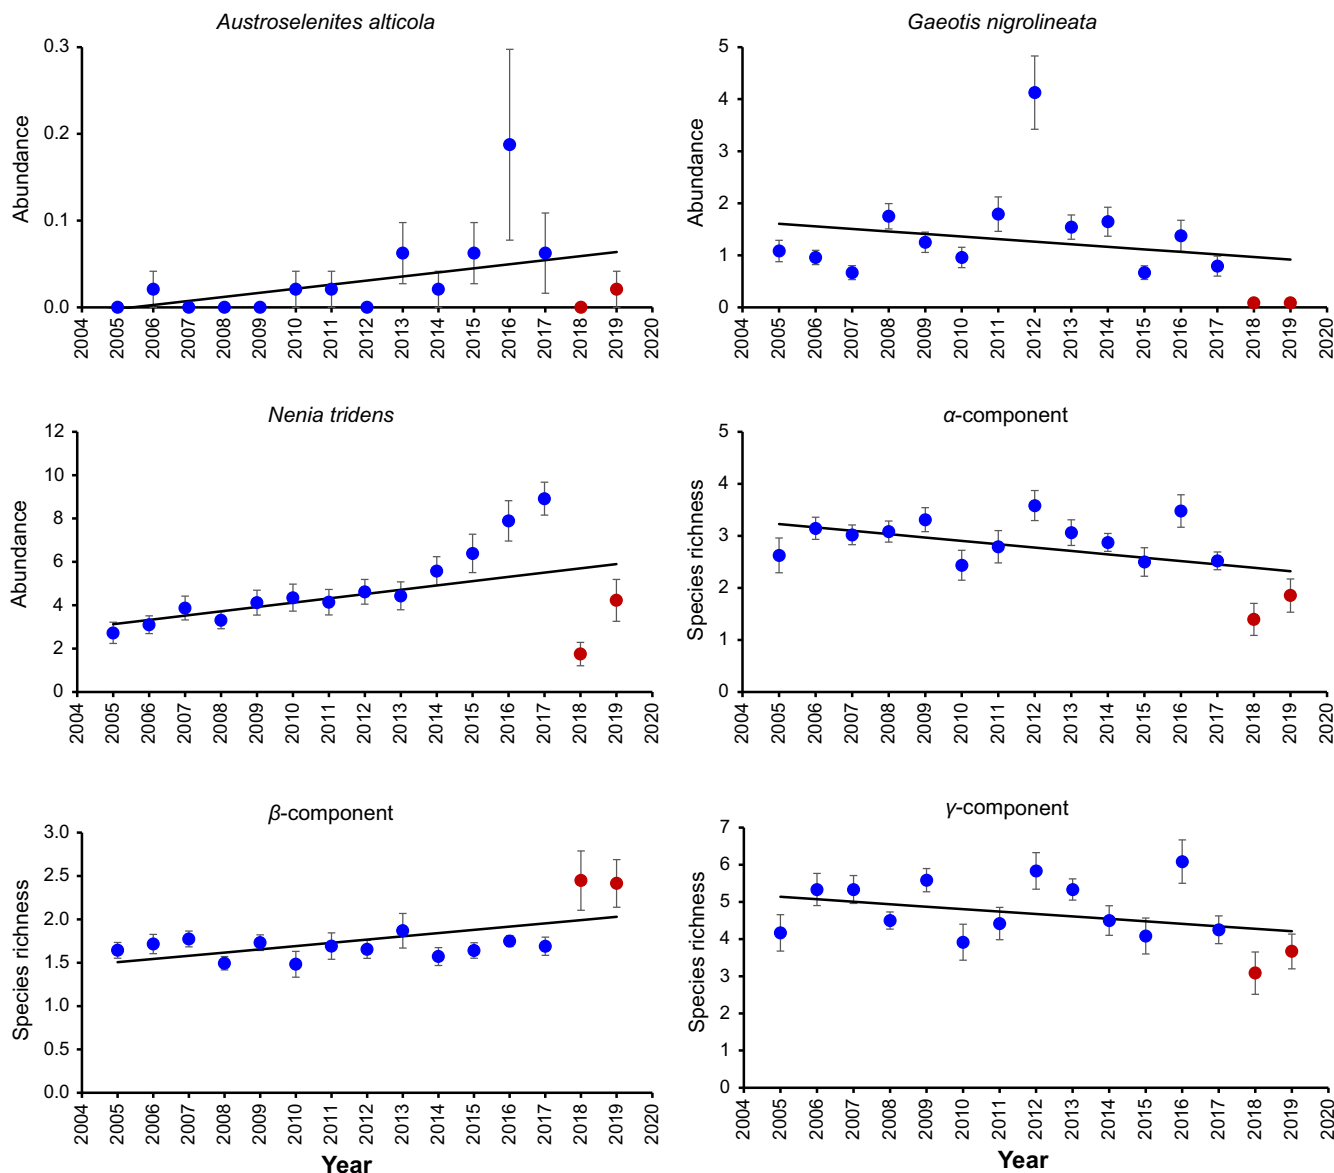 Austroselenites alticola
Abundance
0.3
0.2
0.1
0.0
2004 2005 2006 2007 2008 2009 2010 2011 2012 2013 2014 2015 2016 2017 2018 2019 2020
Gaeotis nigrolineata
Abundance
5
4
3
2
1
0
2004 2005 2006 2007 2008 2009 2010 2011 2012 2013 2014 2015 2016 2017 2018 2019 2020
Nenia tridens
Abundance
12
10
8
6
4
2
0
2004 2005 2006 2007 2008 2009 2010 2011 2012 2013 2014 2015 2016 2017 2018 2019 2020
α-component
Species richness
5
4
3
2
1
0
2004 2005 2006 2007 2008 2009 2010 2011 2012 2013 2014 2015 2016 2017 2018 2019 2020
β-component
Species richness
3.0
2.5
2.0
1.5
1.0
0.5
0.0
2004 2005 2006 2007 2008 2009 2010 2011 2012 2013 2014 2015 2016 2017 2018 2019 2020
Year
γ-component
Species richness
7
6
5
4
3
2
1
0
2004 2005 2006 2007 2008 2009 2010 2011 2012 2013 2014 2015 2016 2017 2018 2019 2020
Year